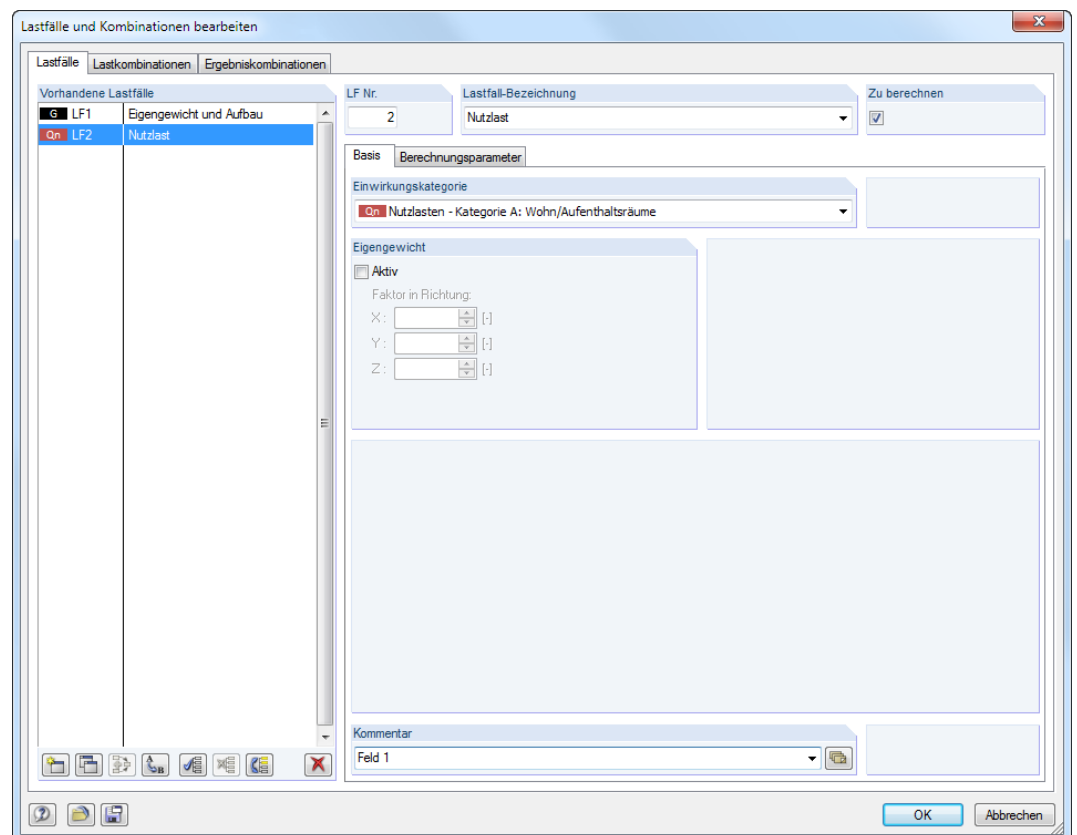 Lastfälle und Kombinationen bearbeiten
Lastfälle Lastkombinationen Ergebniskombinationen
Vorhandene Lastfälle
G LF1 Eigengewicht und Aufbau
Qn LF2 Nutzlast
LF Nr.
2
Lastfall-Bezeichnung
Nutzlast
Zu berechnen
Basis Berechnungsparameter
Einwirkungskategorie
Qn Nutzlasten - Kategorie A: Wohn/Aufenthaltsräume
Eigengewicht
Aktiv
Faktor in Richtung:
X : [-]
Y : [-]
Z : [-]
Kommentar
Feld 1
OK Abbrechen